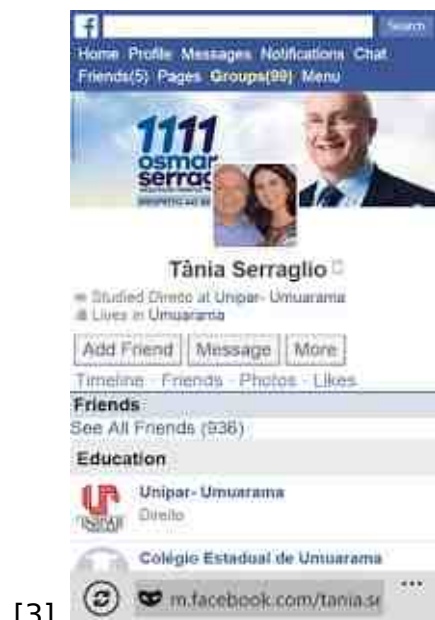 Search
Home Profile Messages Notifications Chat
Friends(5) Pages Groups(99) Menu
1111
osmar
serrag
Tânia Serraglio
Studied Direito at Unipar- Umuarama
Lives in Umuarama
Add Friend Message More
Timeline · Friends · Photos · Likes
Friends
See All Friends (936)
Education
Unipar- Umuarama
Direito
Colégio Estadual de Umuarama
m.facebook.com/tania.se
[3]